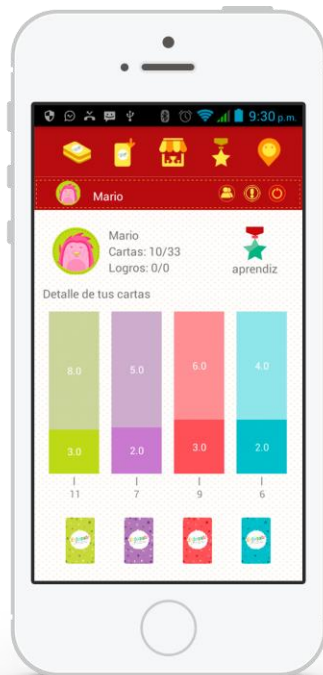 9:30 p.m.
Mario
Mario
Cartas: 10/33
Logros: 0/0
aprendiz
Detalle de tus cartas
8.0 5.0 6.0 4.0
3.0 2.0 3.0 2.0
11 7 9 6